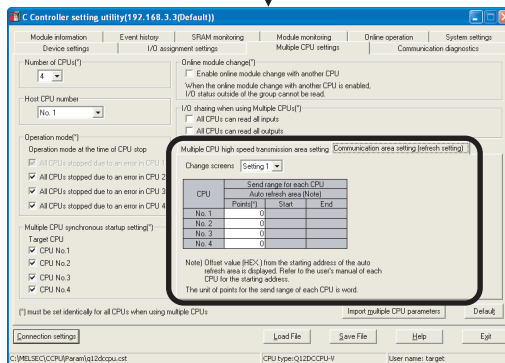 C Controller setting utility(192.168.3.3(Default))
Module information
Event history
SRAM monitoring
Module monitoring
Online operation
System settings
Device settings
I/O assignment settings
Multiple CPU settings
Communication diagnostics
Number of CPUs(*)
4
Host CPU number
No. 1
Operation mode(*)
Operation mode at the time of CPU stop
All CPUs stopped due to an error in CPU 1
All CPUs stopped due to an error in CPU 2
All CPUs stopped due to an error in CPU 3
All CPUs stopped due to an error in CPU 4
Multiple CPU synchronous startup setting(*)
Target CPU
CPU No.1
CPU No.2
CPU No.3
CPU No.4
Online module change(*)
Enable online module change with another CPU
When the online module change with another CPU is enabled,
I/O status outside of the group cannot be read.
I/O sharing when using Multiple CPUs(*)
All CPUs can read all inputs
All CPUs can read all outputs
Multiple CPU high speed transmission area setting
Communication area setting (refresh setting)
Change screens Setting 1
CPU
Send range for each CPU
Auto refresh area (Note)
Points(*) Start End
No. 1 0
No. 2 0
No. 3 0
No. 4 0
Note) Offset value (HEX.) from the starting address of the auto
refresh area is displayed. Refer to the user's manual of each
CPU for the starting address.
The unit of points for the send range of each CPU is word.
(*) must be set identically for all CPUs when using multiple CPUs
Import multiple CPU parameters
Default
Connection settings
Load File
Save File
Help
Exit
C:\MELSEC\CCPU\Param\q12dccpu.cst
CPU type:Q12DCCPU-V
User name: target